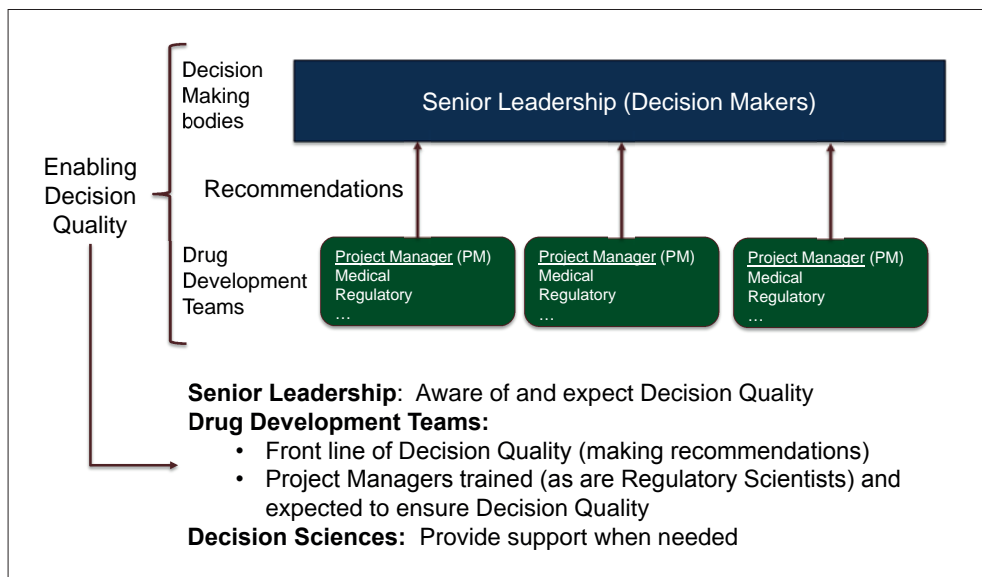 Decision
Making
bodies
Senior Leadership (Decision Makers)
Enabling
Decision
Quality
Recommendations
Drug
Development
Teams
Project Manager (PM)
Medical
Regulatory
…
Project Manager (PM)
Medical
Regulatory
…
Project Manager (PM)
Medical
Regulatory
…
Senior Leadership:  Aware of and expect Decision Quality
Drug Development Teams:
• Front line of Decision Quality (making recommendations)
• Project Managers trained (as are Regulatory Scientists) and
expected to ensure Decision Quality
Decision Sciences:  Provide support when needed